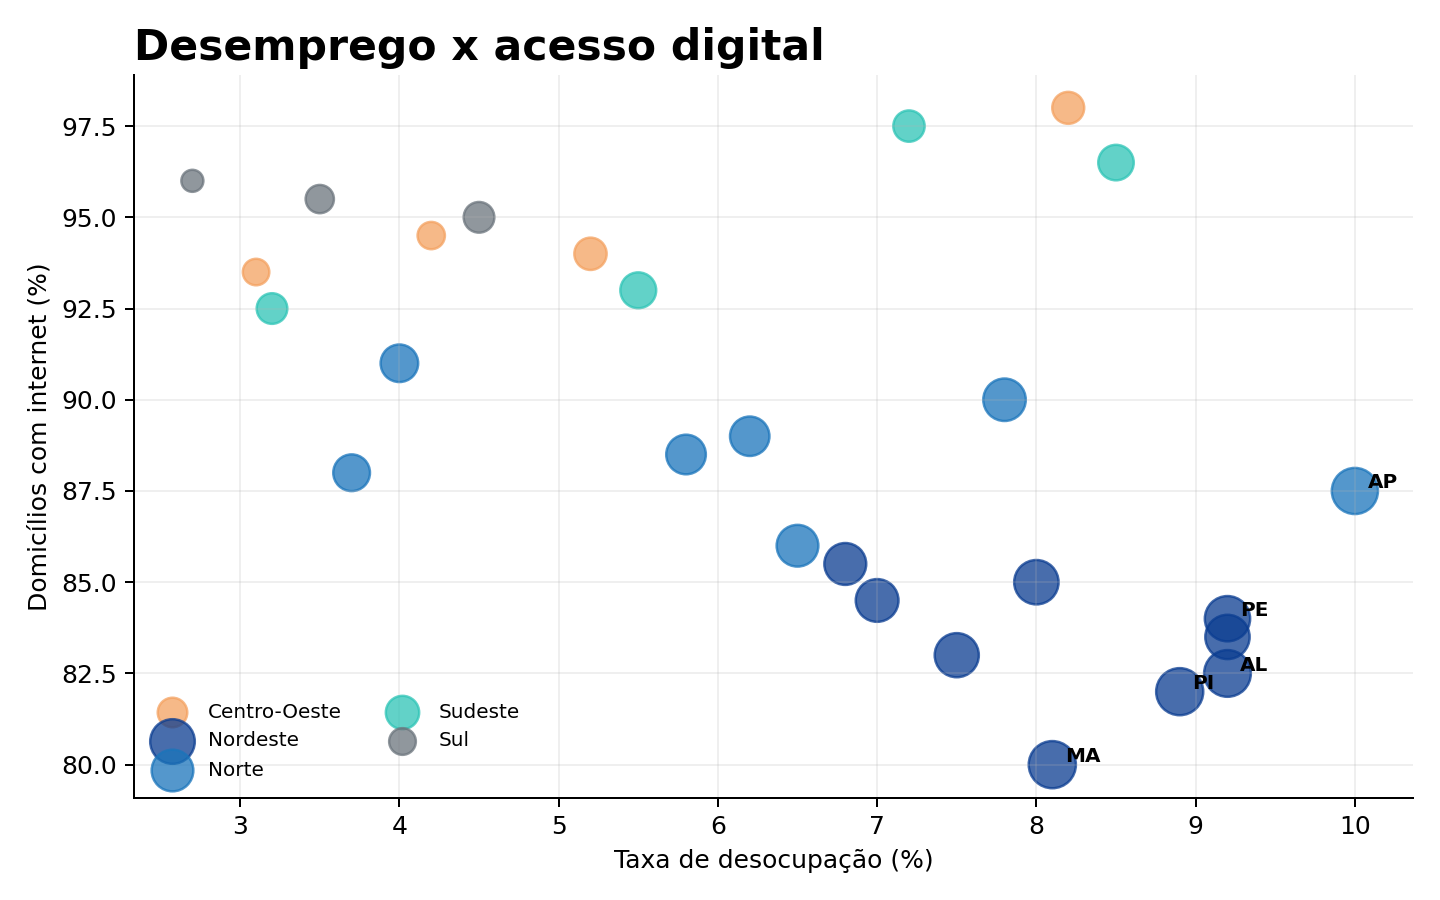 Desemprego x acesso digital
Domicílios com internet (%)
97.5
95.0
92.5
90.0
87.5
85.0
82.5
80.0
AP
PE
AL
PI
MA
Centro-Oeste
Nordeste
Norte
Sudeste
Sul
3 4 5 6 7 8 9 10
Taxa de desocupação (%)